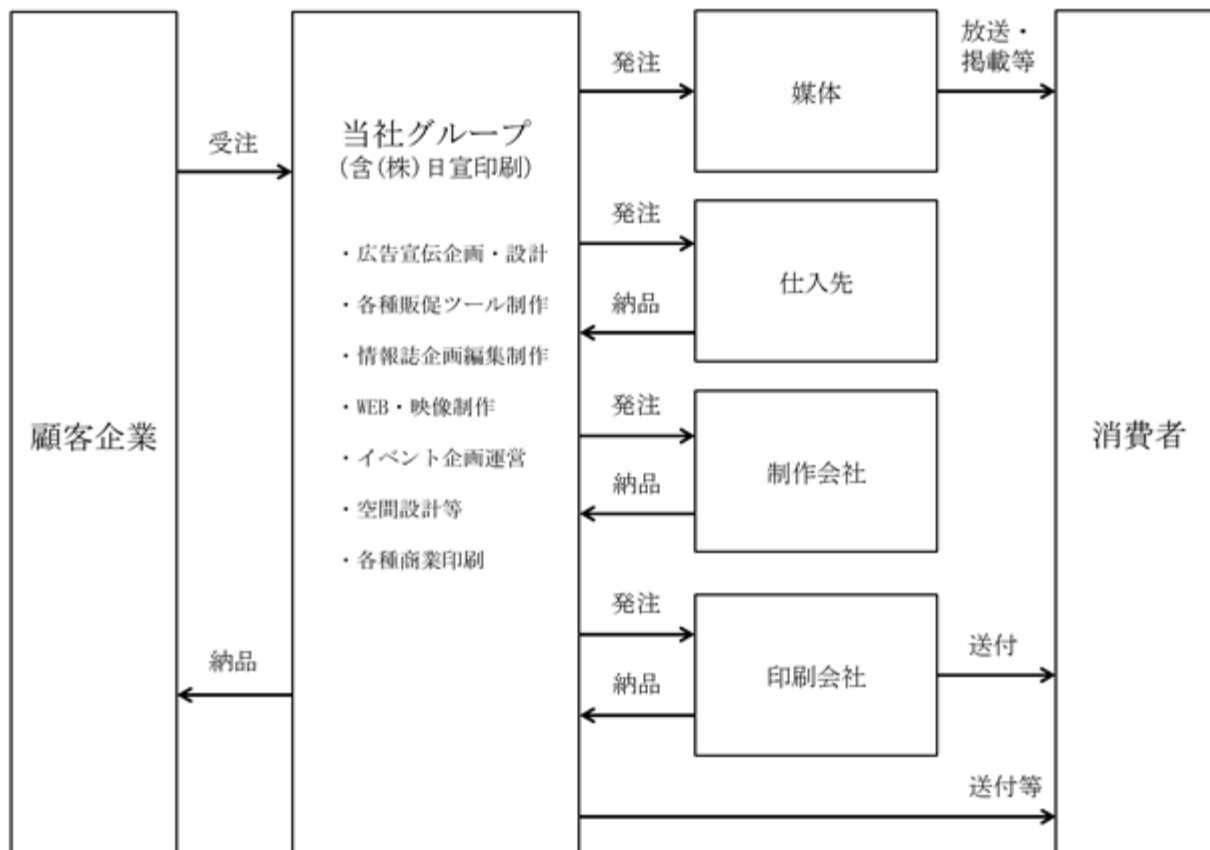 顧客企業
受注
納品
当社グループ
(含(株)日宣印刷)
・広告宣伝企画・設計
・各種販促ツール制作
・情報誌企画編集制作
・WEB・映像制作
・イベント企画運営
・空間設計等
・各種商業印刷
発注
媒体
放送・
掲載等
発注
納品
仕入先
発注
納品
制作会社
発注
納品
印刷会社
送付
送付等
消費者